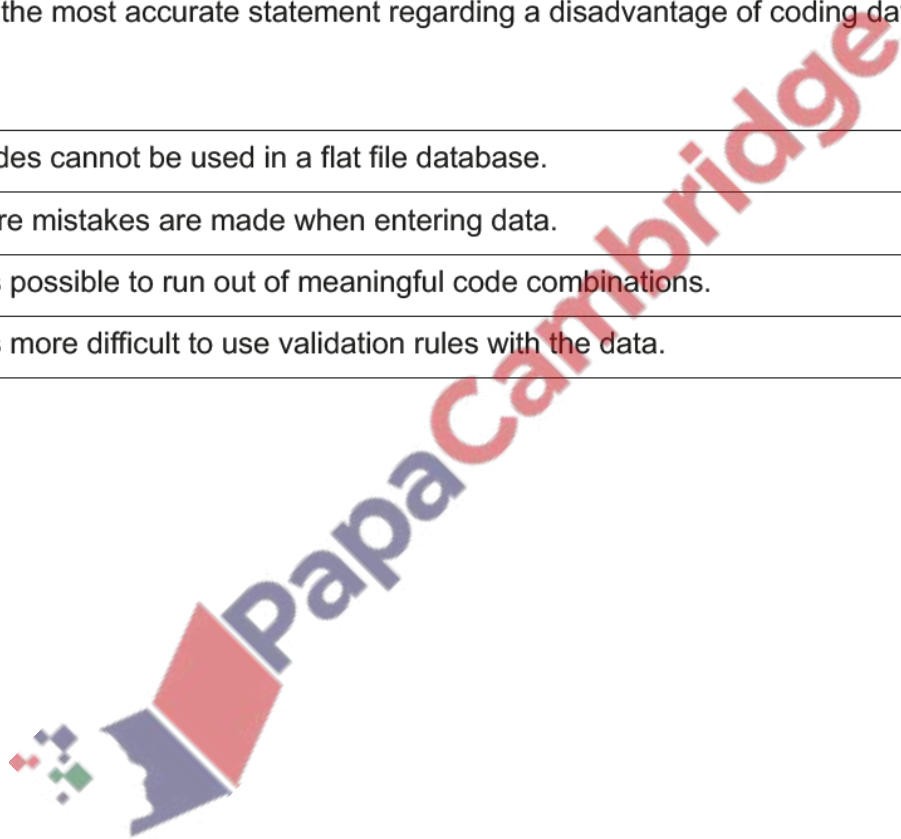 the most accurate statement regarding a disadvantage of coding da
des cannot be used in a flat file database.
re mistakes are made when entering data.
s possible to run out of meaningful code combinations.
s more difficult to use validation rules with the data.
PapaCambridge